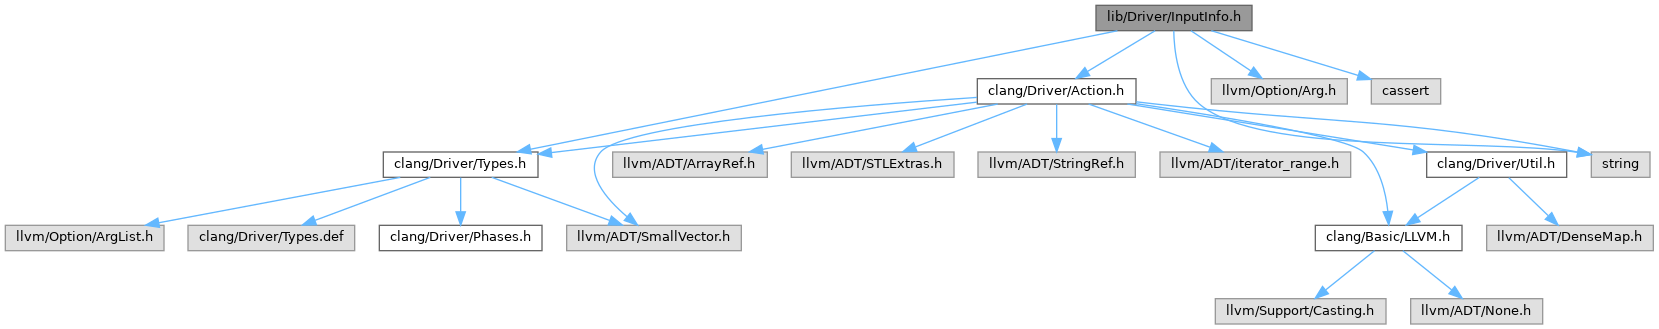 lib/Driver/InputInfo.h
clang/Driver/Action.h
llvm/Option/Arg.h
cassert
clang/Driver/Types.h
llvm/ADT/ArrayRef.h
llvm/ADT/STLExtras.h
llvm/ADT/StringRef.h
llvm/ADT/iterator_range.h
clang/Driver/Util.h
string
llvm/Option/ArgList.h
clang/Driver/Types.def
clang/Driver/Phases.h
llvm/ADT/SmallVector.h
clang/Basic/LLVM.h
llvm/ADT/DenseMap.h
llvm/Support/Casting.h
llvm/ADT/None.h